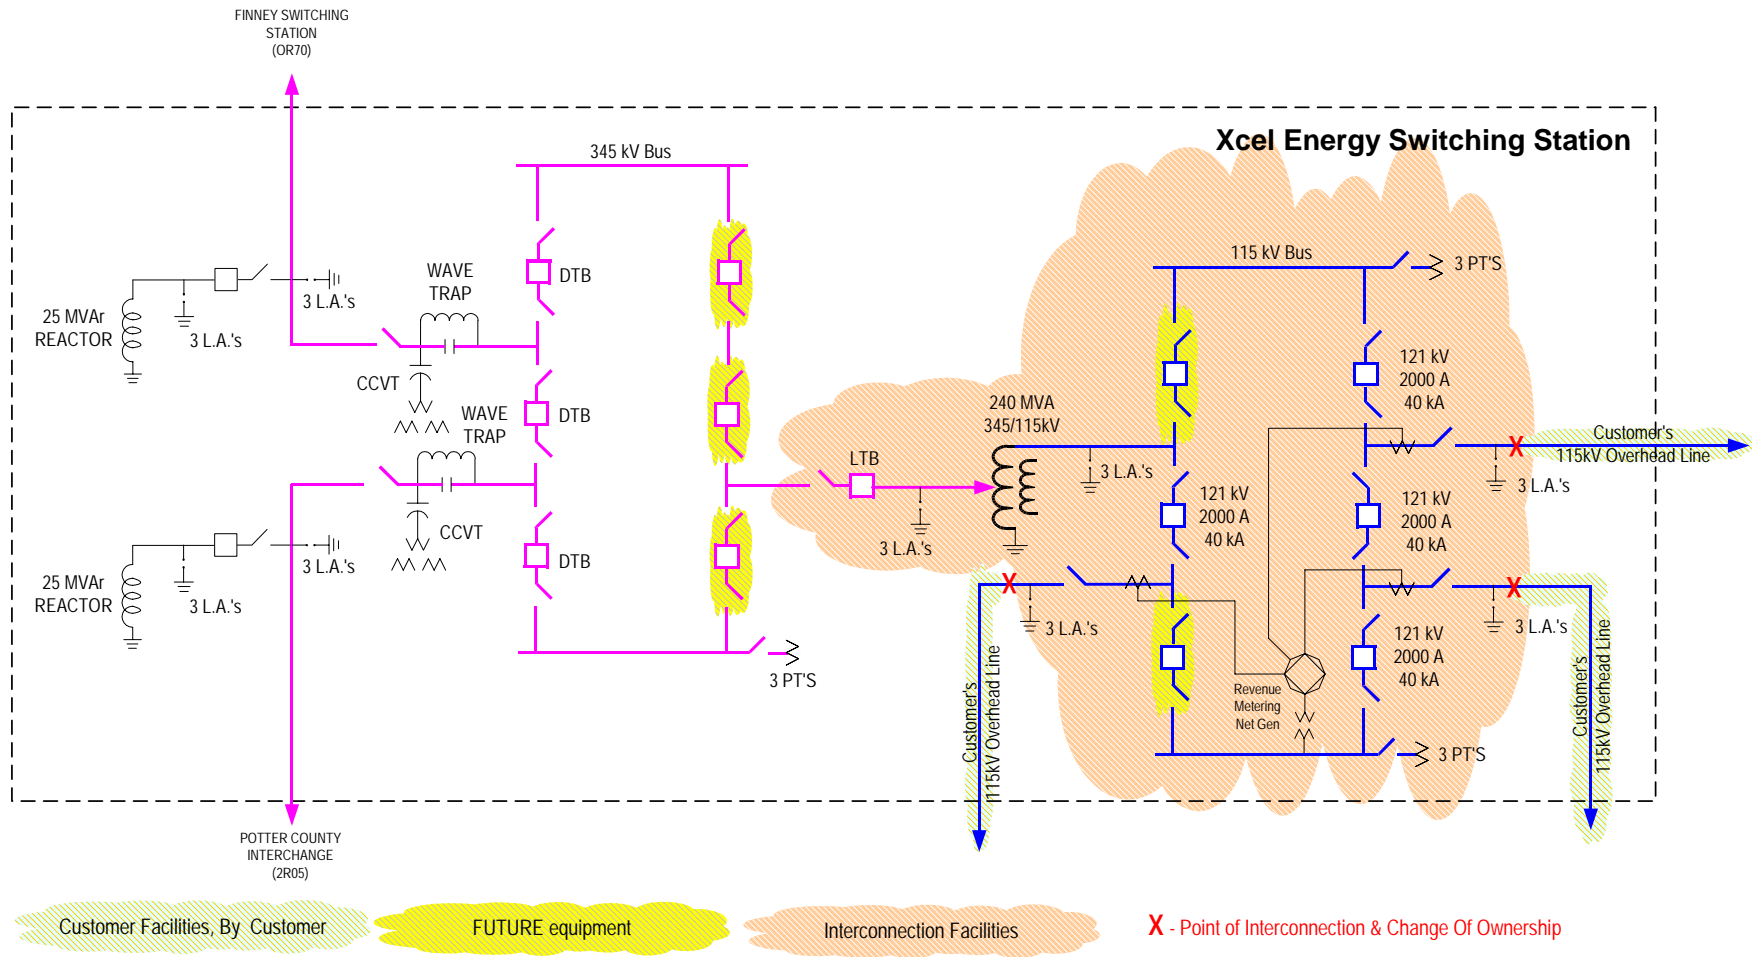 FINNEY SWITCHING
STATION
(OR70)
Xcel Energy Switching Station
345 kV Bus
WAVE
TRAP
DTB
3 L.A.'s
25 MVAr
REACTOR
3 L.A.'s
CCVT
WAVE
TRAP
DTB
CCVT
DTB
3 L.A.'s
25 MVAr
REACTOR
3 L.A.'s
3 PT'S
LTB
3 L.A.'s
240 MVA
345/115kV
3 L.A.'s
115 kV Bus
3 PT'S
121 kV
2000 A
40 kA
121 kV
2000 A
40 kA
121 kV
2000 A
40 kA
121 kV
2000 A
40 kA
Customer's
115kV Overhead Line
3 L.A.'s
3 L.A.'s
3 L.A.'s
Revenue
Metering
Net Gen
3 PT'S
Customer's
115kV Overhead Line
Customer's
115kV Overhead Line
POTTER COUNTY
INTERCHANGE
(2R05)
Customer Facilities, By Customer
FUTURE equipment
Interconnection Facilities
X - Point of Interconnection & Change Of Ownership
X
X
X